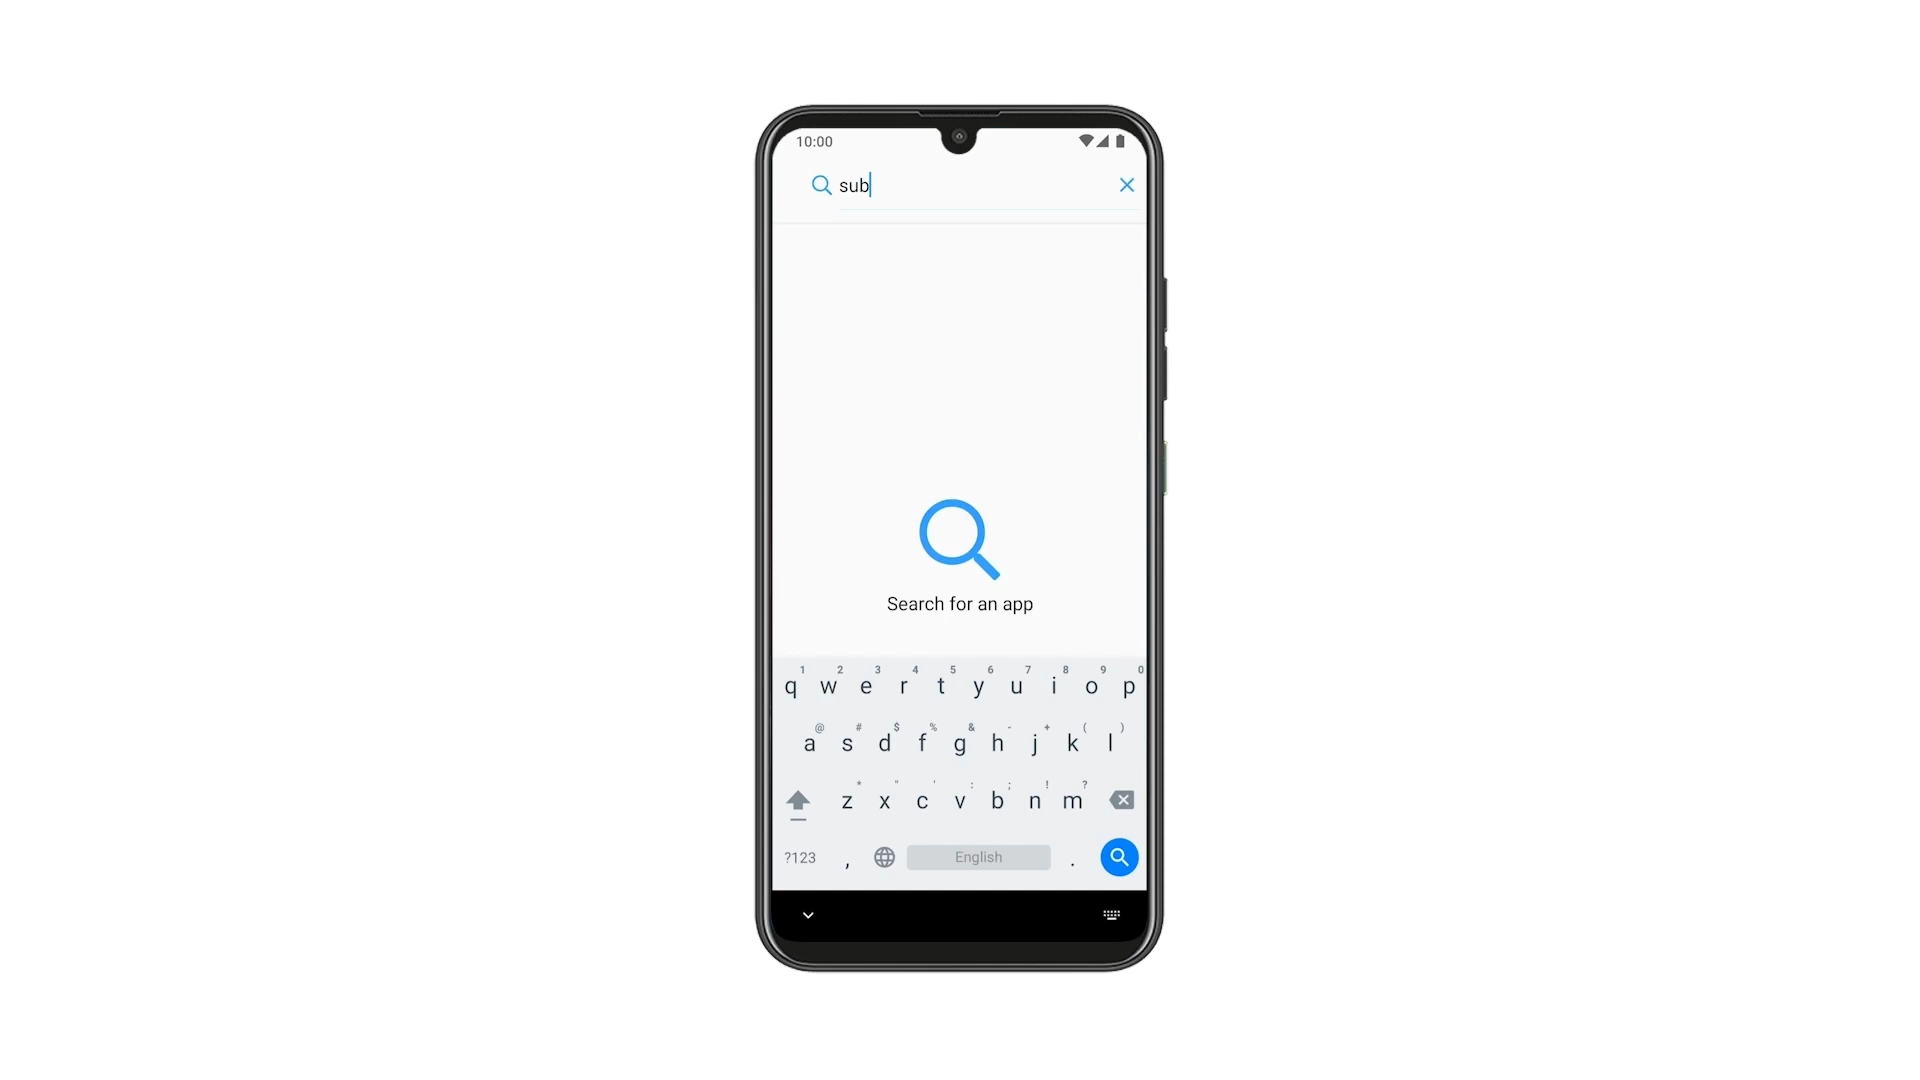 10:00
sub
Search for an app
1 2 3 4 5 6 7 8 9 0
q w e r t y u i o p
@ # $ % & - + ( )
a s d f g h j k l
* " ' : ; ! ?
z x c v b n m
?123 , English .